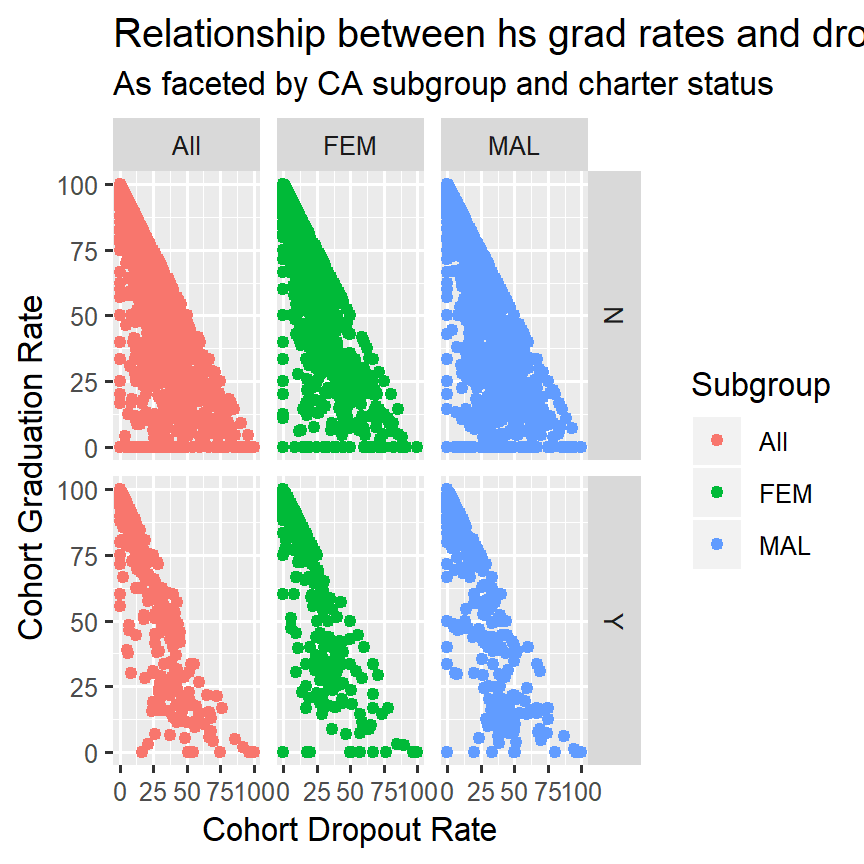 Relationship between hs grad rates and dro
As faceted by CA subgroup and charter status
All FEM MAL
100
75
50
25
0
N
100
75
50
25
0
Y
0 25 50 75100 0 25 50 75100 0 25 50 75100
Cohort Dropout Rate
Cohort Graduation Rate
Subgroup
All
FEM
MAL